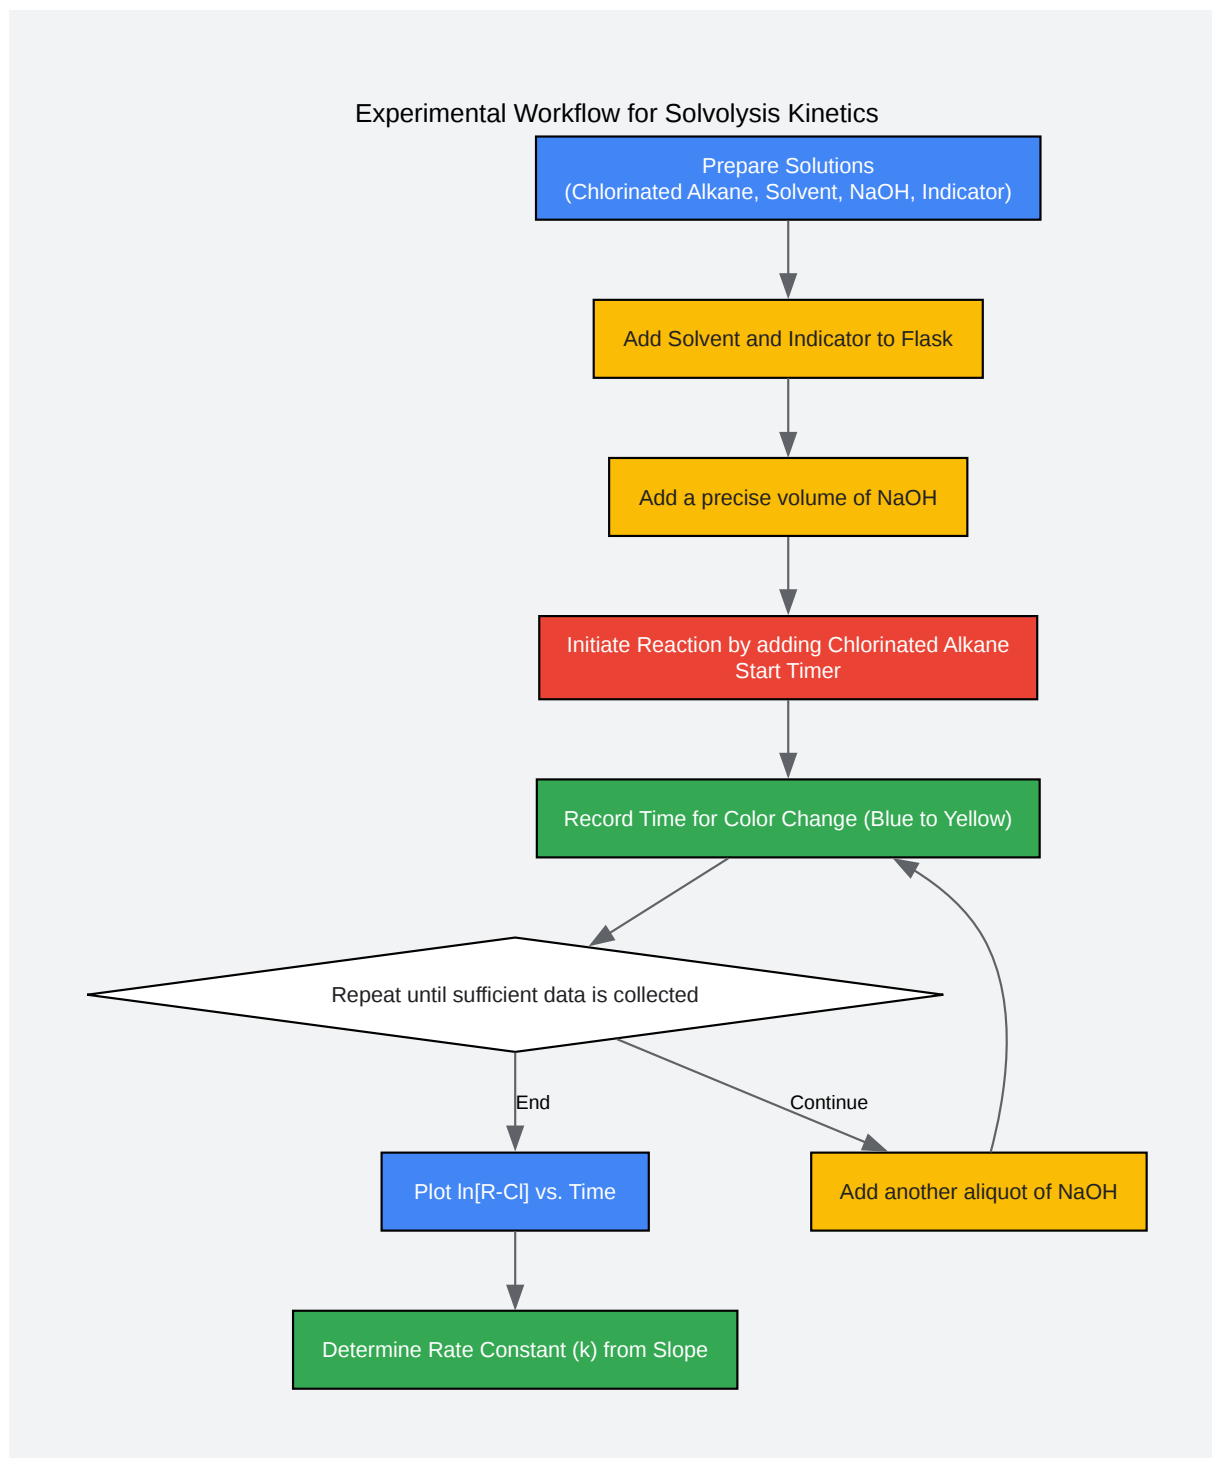 Experimental Workflow for Solvolysis Kinetics
Prepare Solutions
(Chlorinated Alkane, Solvent, NaOH, Indicator)
Add Solvent and Indicator to Flask
Add a precise volume of NaOH
Initiate Reaction by adding Chlorinated Alkane
Start Timer
Record Time for Color Change (Blue to Yellow)
Repeat until sufficient data is collected
End
Continue
Plot ln[R-Cl] vs. Time
Add another aliquot of NaOH
Determine Rate Constant (k) from Slope